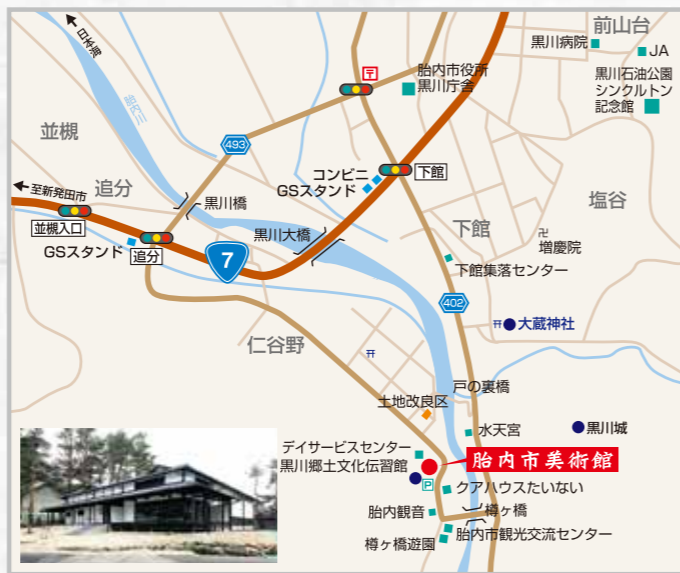 日本海
胎内川
並槻
追分
至新発田市
並槻入口
GSスタンド
追分
493
黒川橋
7
黒川大橋
〒
胎内市役所
黒川庁舎
前山台
黒川病院
JA
黒川石油公園
シンクルトン
記念館
コンビニ
GSスタンド
下館
塩谷
下館
卍
増慶院
下館集落センター
402
大蔵神社
仁谷野
戸の裏橋
土地改良区
水天宮
黒川城
デイサービスセンター
黒川郷土文化伝習館
胎内市美術館
P
クアハウスたいない
胎内観音
樽ヶ橋
胎内市観光交流センター
樽ヶ橋遊園